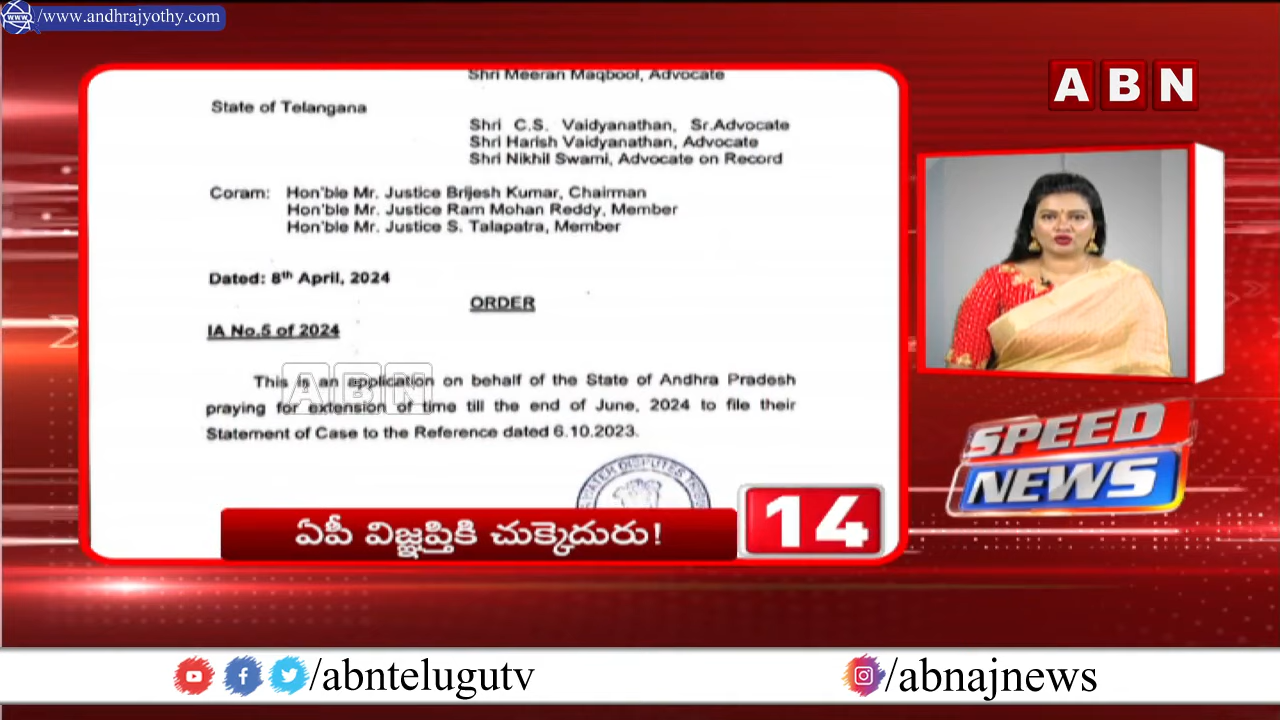 /www.andhrajyothy.com
Shri Meeran Maqbool, Advocate
State of Telangana
Shri C.S. Vaidyanathan, Sr.Advocate
Shri Harish Vaidyanathan, Advocate
Shri Nikhil Swami, Advocate on Record
Coram: Hon'ble Mr. Justice Brijesh Kumar, Chairman
Hon'ble Mr. Justice Ram Mohan Reddy, Member
Hon'ble Mr. Justice S. Talapatra, Member
Dated: 8th April, 2024
ORDER
IA No.5 of 2024
This is an application on behalf of the State of Andhra Pradesh
praying for extension of time till the end of June, 2024 to file their
Statement of Case to the Reference dated 6.10.2023.
ABN
WATER DISPUTES
ఏపీ విజ్ఞప్తికి చుక్కెదురు!
14
ABN
SPEED
NEWS
/abntelugutv
/abnajnews